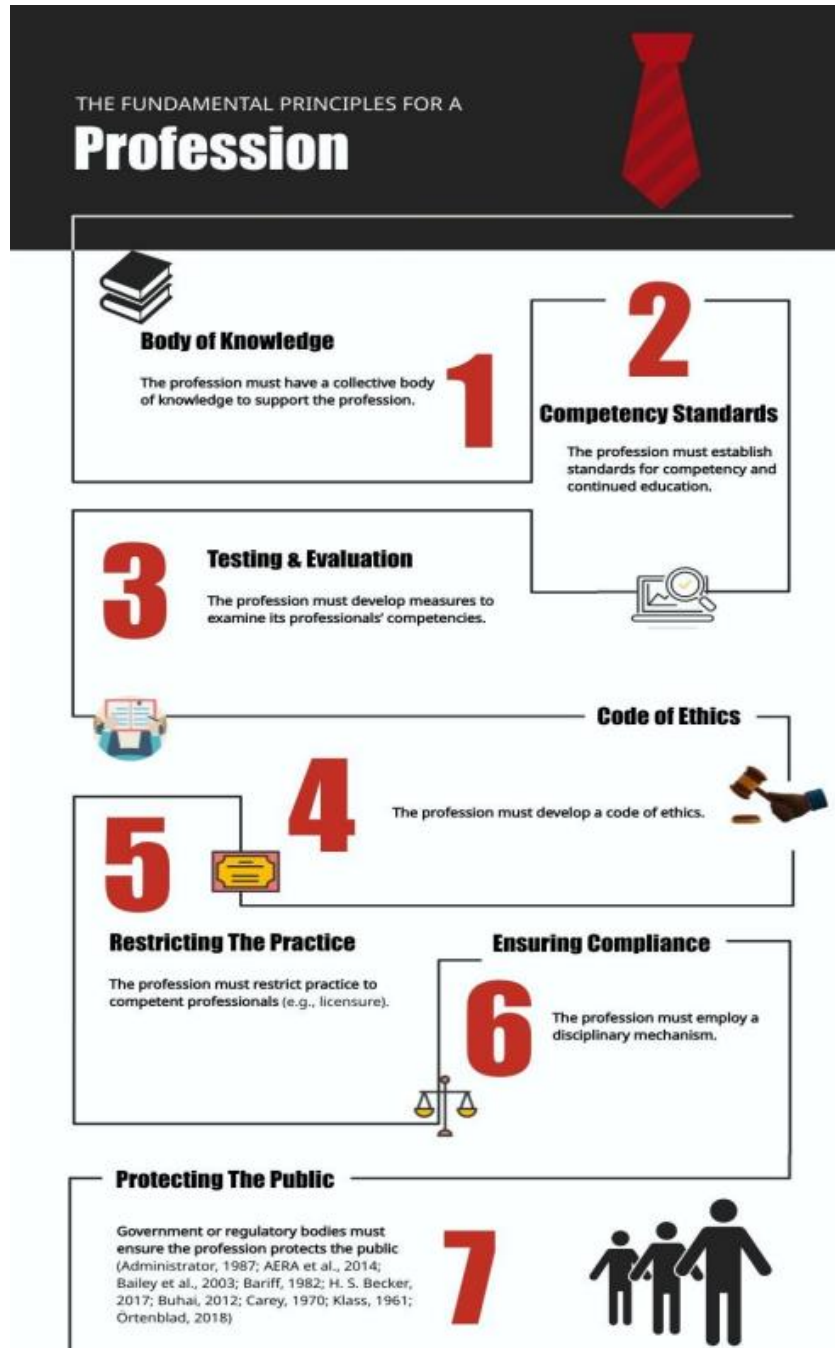 THE FUNDAMENTAL PRINCIPLES FOR A
Profession
Body of Knowledge
The profession must have a collective body
of knowledge to support the profession.
1
2
Competency Standards
The profession must establish
standards for competency and
continued education.
3
Testing & Evaluation
The profession must develop measures to
examine its professionals' competencies.
Code of Ethics
4
The profession must develop a code of ethics.
5
Restricting The Practice
The profession must restrict practice to
competent professionals (e.g., licensure).
Ensuring Compliance
6
The profession must employ a
disciplinary mechanism.
Protecting The Public
Government or regulatory bodies must
ensure the profession protects the public
(Administrator, 1987; AERA et al., 2014;
Bailey et al., 2003; Bariff, 1982; H. S. Becker,
2017; Buhai, 2012; Carey, 1970; Klass, 1961;
Örtenblad, 2018)
7